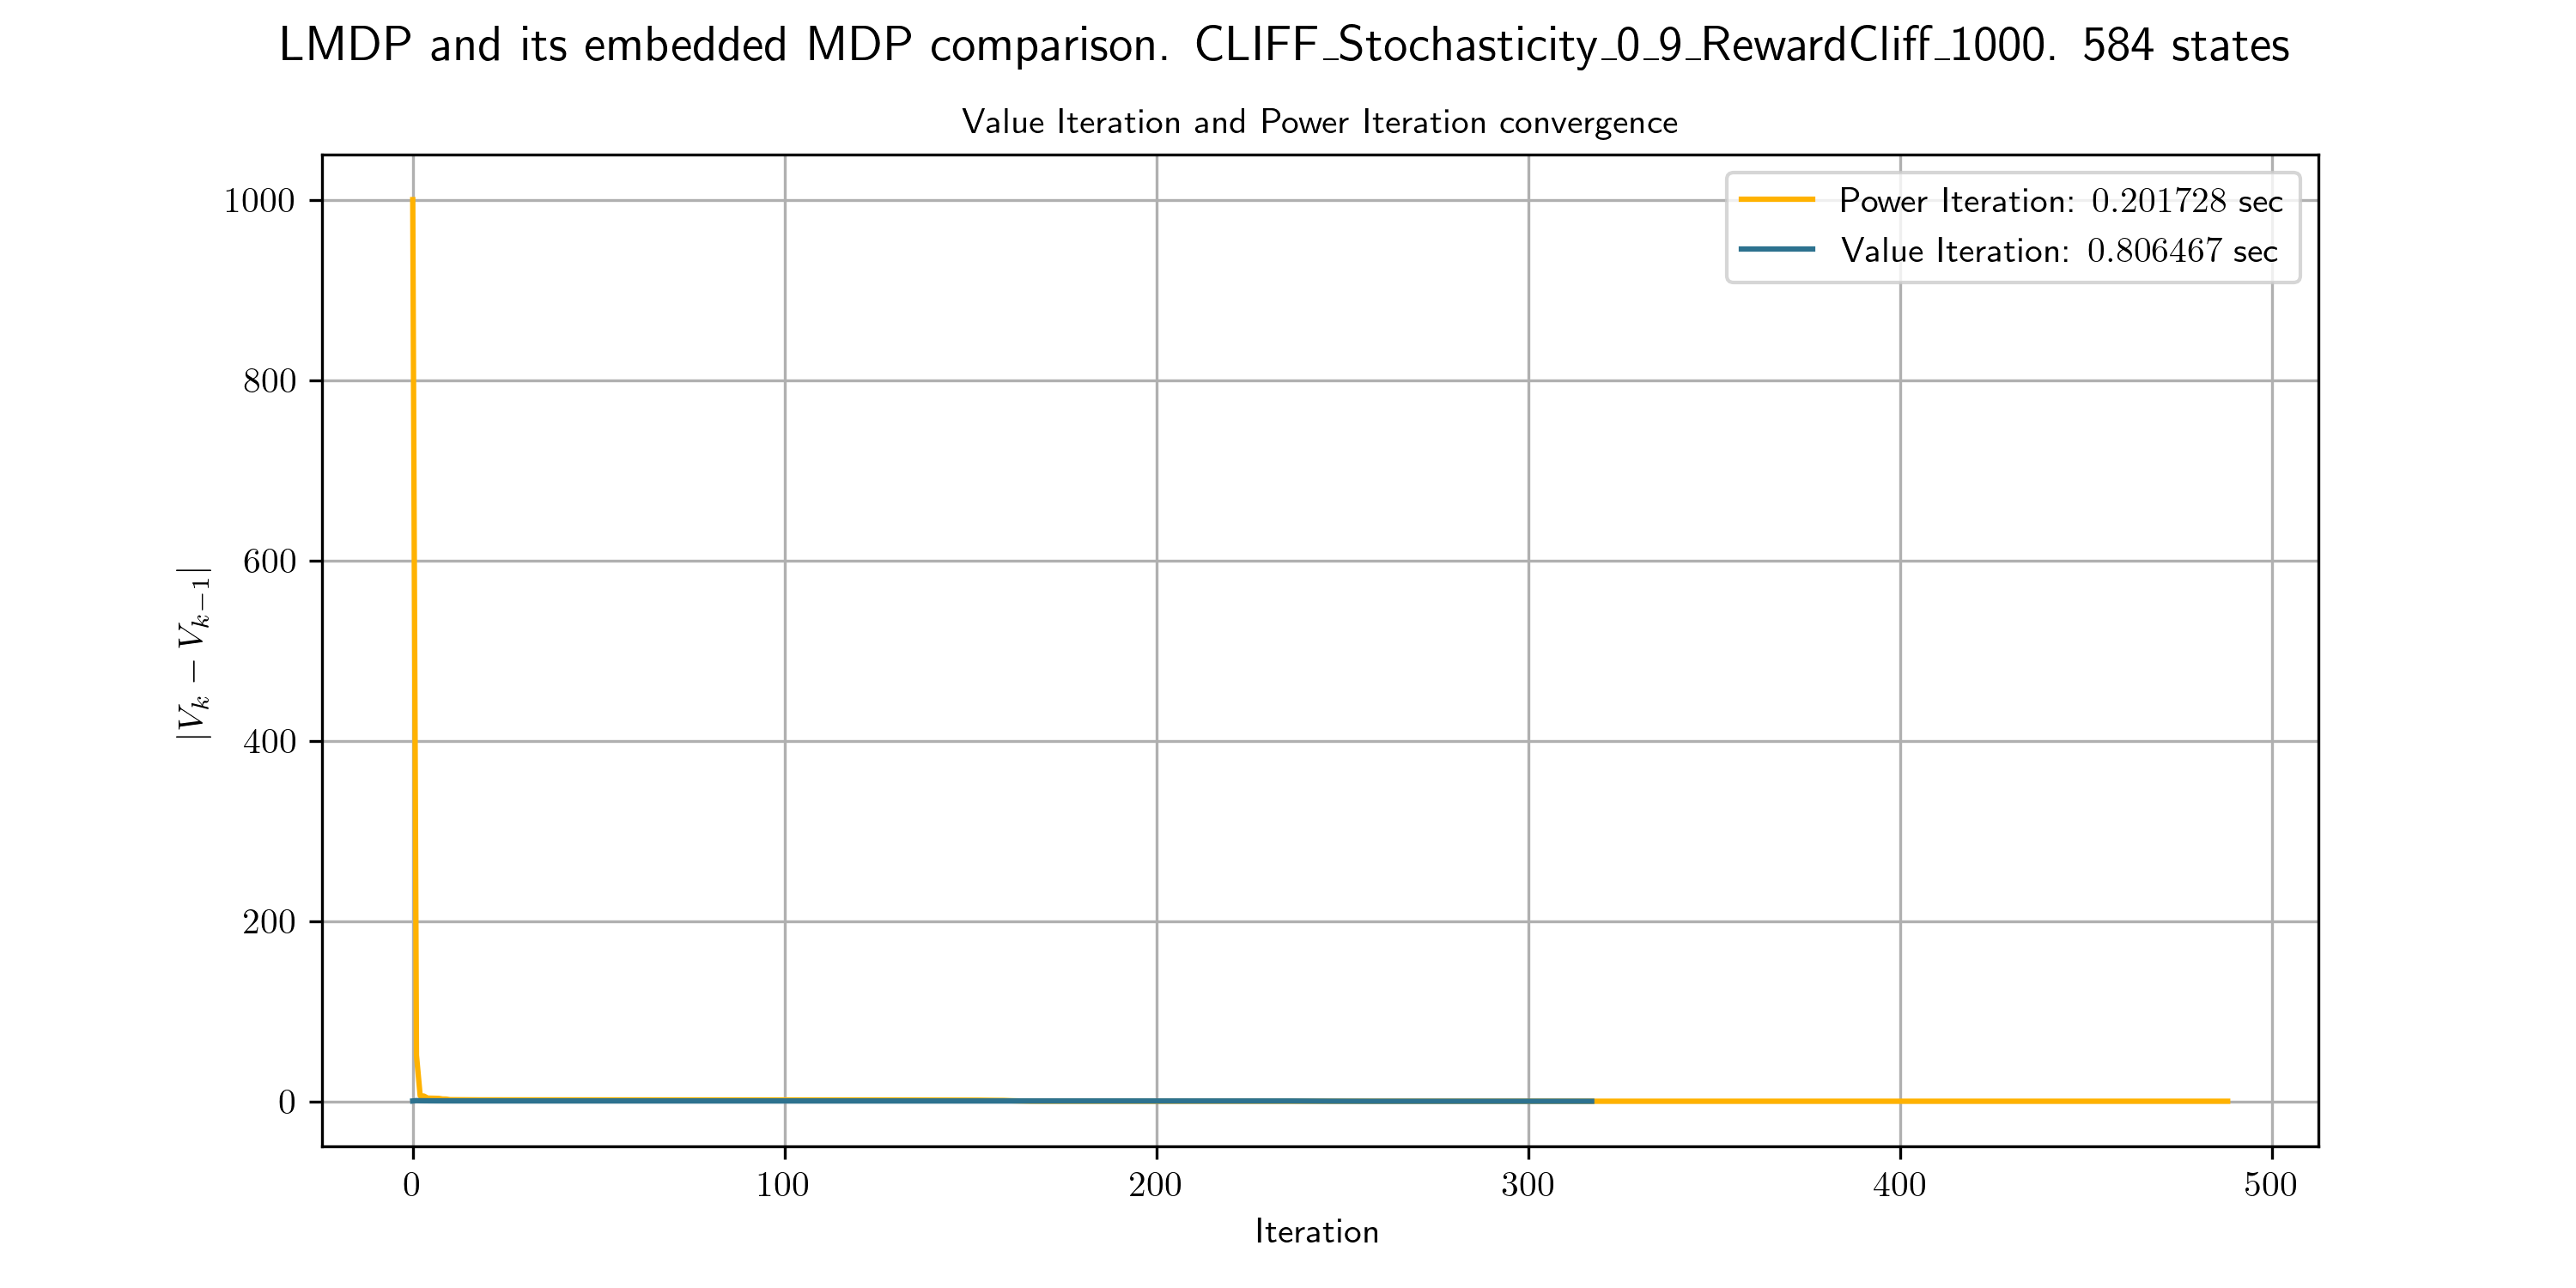 LMDP and its embedded MDP comparison. CLIFF_Stochasticity_0_9_RewardCliff_1000. 584 states
Value Iteration and Power Iteration convergence
Power Iteration: 0.201728 sec
Value Iteration: 0.806467 sec
1000
800
600
400
200
0
|V_k − V_{k−1}|
0 100 200 300 400 500
Iteration